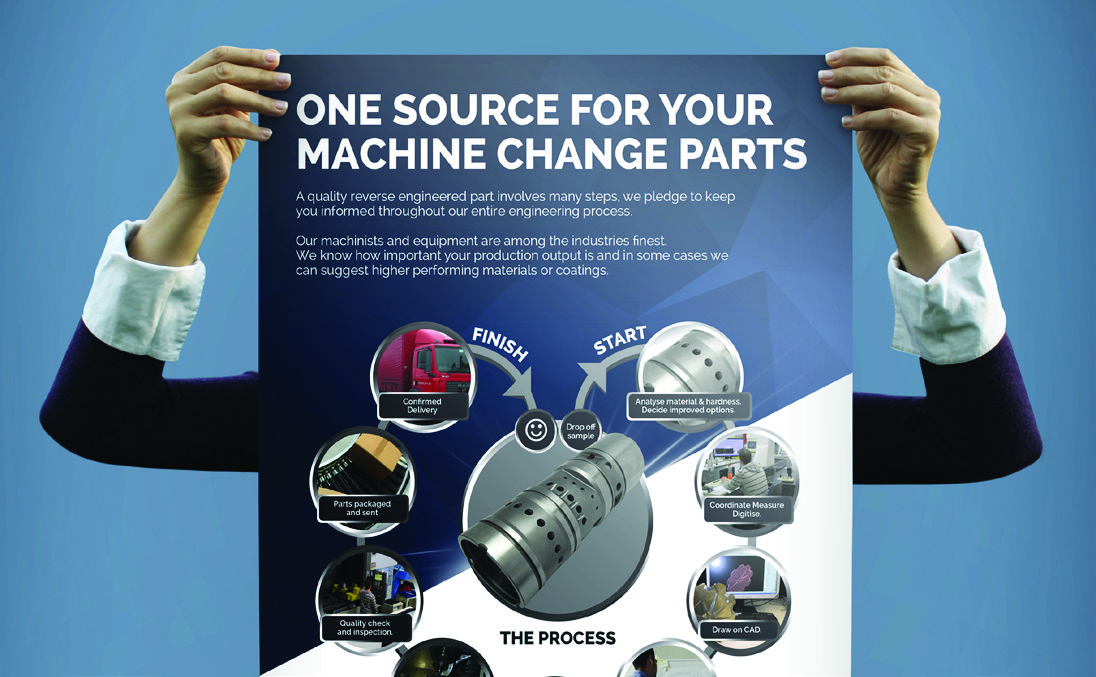 ONE SOURCE FOR YOUR
MACHINE CHANGE PARTS
A quality reverse engineered part involves many steps, we pledge to keep
you informed throughout our entire engineering process.
Our machinists and equipment are among the industries finest.
We know how important your production output is and in some cases we
can suggest higher performing materials or coatings.
FINISH
START
Confirmed
Delivery
Analyse material & hardness.
Decide improved options.
Drop off
sample
Parts packaged
and sent
Coordinate Measure
Digitise.
Quality check
and inspection.
Draw on CAD.
THE PROCESS